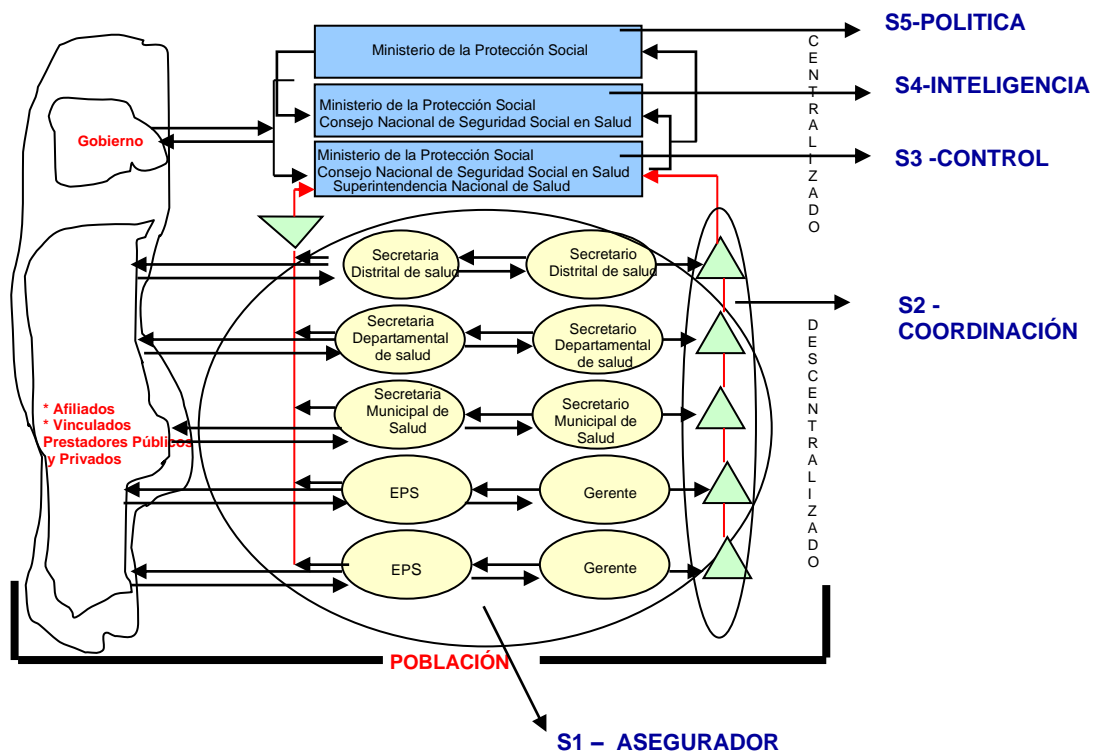 S5-POLITICA
Ministerio de la Protección Social
S4-INTELIGENCIA
Ministerio de la Protección Social
Consejo Nacional de Seguridad Social en Salud
Gobierno
S3 -CONTROL
Ministerio de la Protección Social
Consejo Nacional de Seguridad Social en Salud
Superintendencia Nacional de Salud
CENTRALIZADO
Secretaria
Distrital de salud
Secretario
Distrital de salud
S2 -
COORDINACIÓN
DESCENTRALIZADO
Secretaria
Departamental
de salud
Secretario
Departamental
de salud
* Afiliados
* Vinculados
Prestadores Públicos
y Privados
Secretaria
Municipal de
Salud
Secretario
Municipal de
Salud
EPS
Gerente
EPS
Gerente
POBLACIÓN
S1 – ASEGURADOR